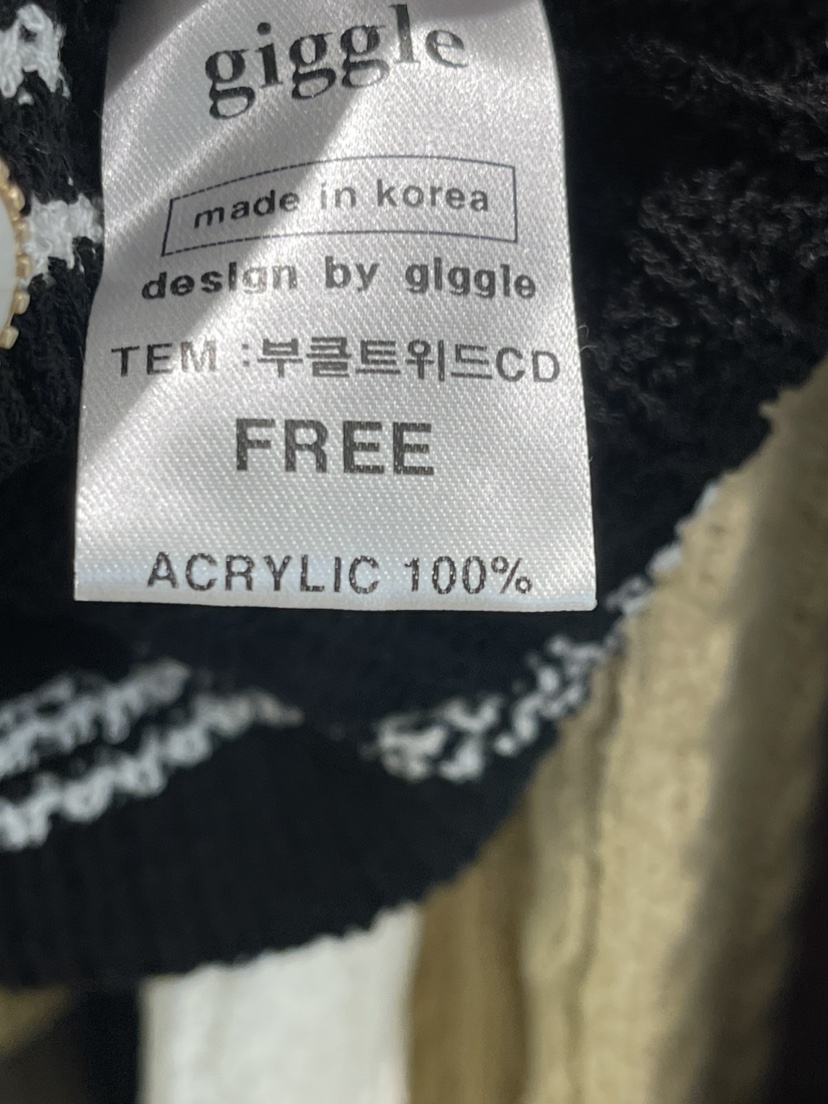 giggle
made in korea
design by giggle
TEM :부클트위드CD
FREE
ACRYLIC 100%